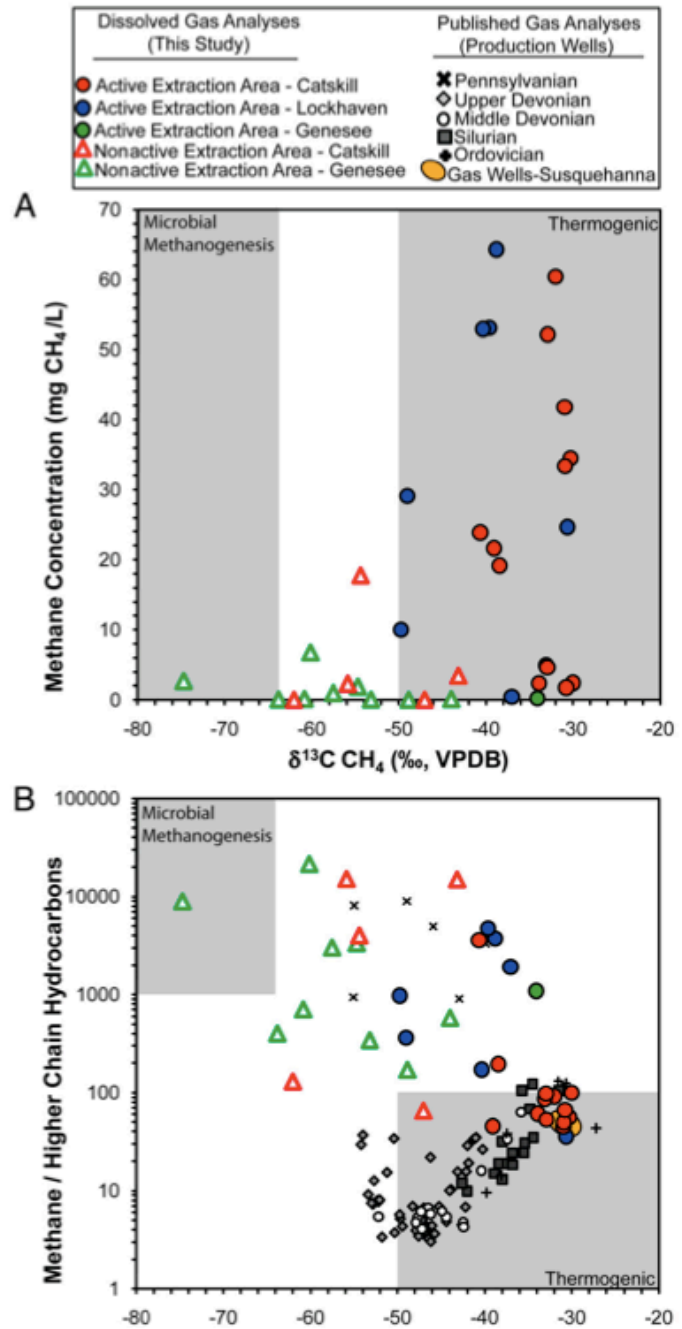 Dissolved Gas Analyses
(This Study)
Active Extraction Area - Catskill
Active Extraction Area - Lockhaven
Active Extraction Area - Genesee
Nonactive Extraction Area - Catskill
Nonactive Extraction Area - Genesee
Published Gas Analyses
(Production Wells)
Pennsylvanian
Upper Devonian
Middle Devonian
Silurian
Ordovician
Gas Wells-Susquehanna
A
Microbial
Methanogenesis
Thermogenic
Methane Concentration (mg CH₄/L)
70
60
50
40
30
20
10
0
-80 -70 -60 -50 -40 -30 -20
δ¹³C CH₄ (‰, VPDB)
B
Microbial
Methanogenesis
Thermogenic
Methane / Higher Chain Hydrocarbons
100000
10000
1000
100
10
1
-80 -70 -60 -50 -40 -30 -20